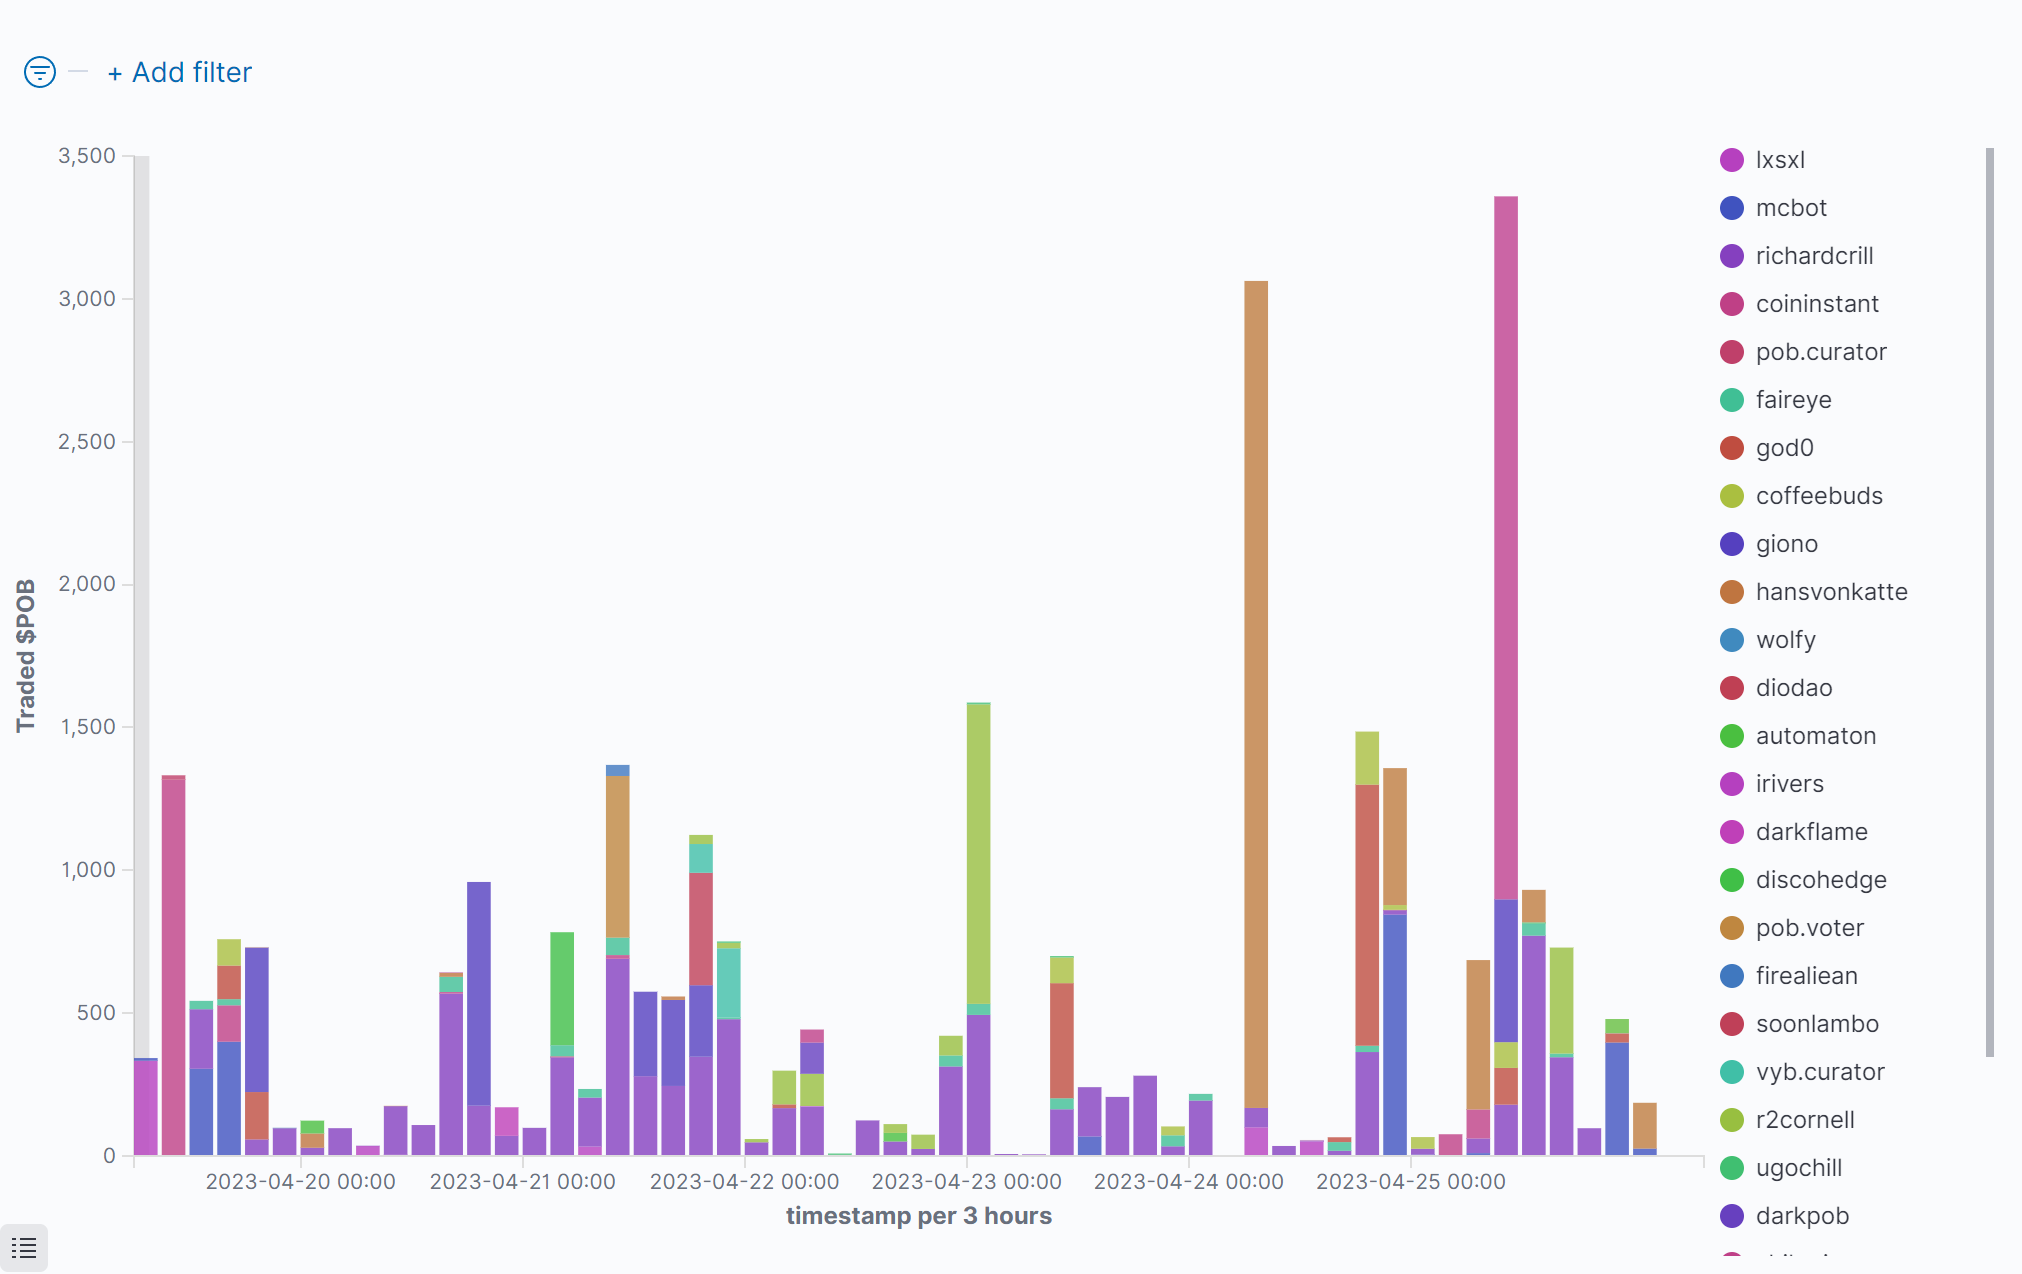 + Add filter
3,500
3,000
2,500
2,000
1,500
1,000
500
0
Traded $POB
2023-04-20 00:00
2023-04-21 00:00
2023-04-22 00:00
2023-04-23 00:00
2023-04-24 00:00
2023-04-25 00:00
timestamp per 3 hours
lxsxl
mcbot
richardcrill
coininstant
pob.curator
faireye
god0
coffeebuds
giono
hansvonkatte
wolfy
diodao
automaton
irivers
darkflame
discohedge
pob.voter
firealiean
soonlambo
vyb.curator
r2cornell
ugochill
darkpob